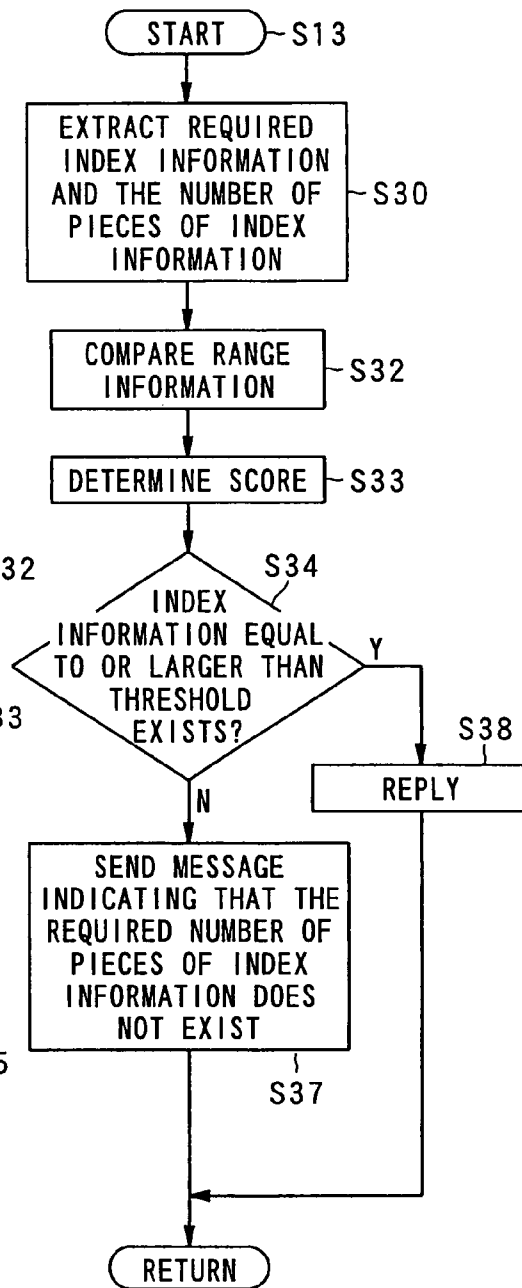 START S13
EXTRACT REQUIRED
INDEX INFORMATION
AND THE NUMBER OF
PIECES OF INDEX
INFORMATION
S30
COMPARE RANGE
INFORMATION
S32
DETERMINE SCORE S33
32
S34
INDEX
INFORMATION EQUAL
TO OR LARGER THAN
THRESHOLD
EXISTS?
Y
33
N
S38
REPLY
SEND MESSAGE
INDICATING THAT THE
REQUIRED NUMBER OF
PIECES OF INDEX
INFORMATION DOES
NOT EXIST
5
S37
RETURN